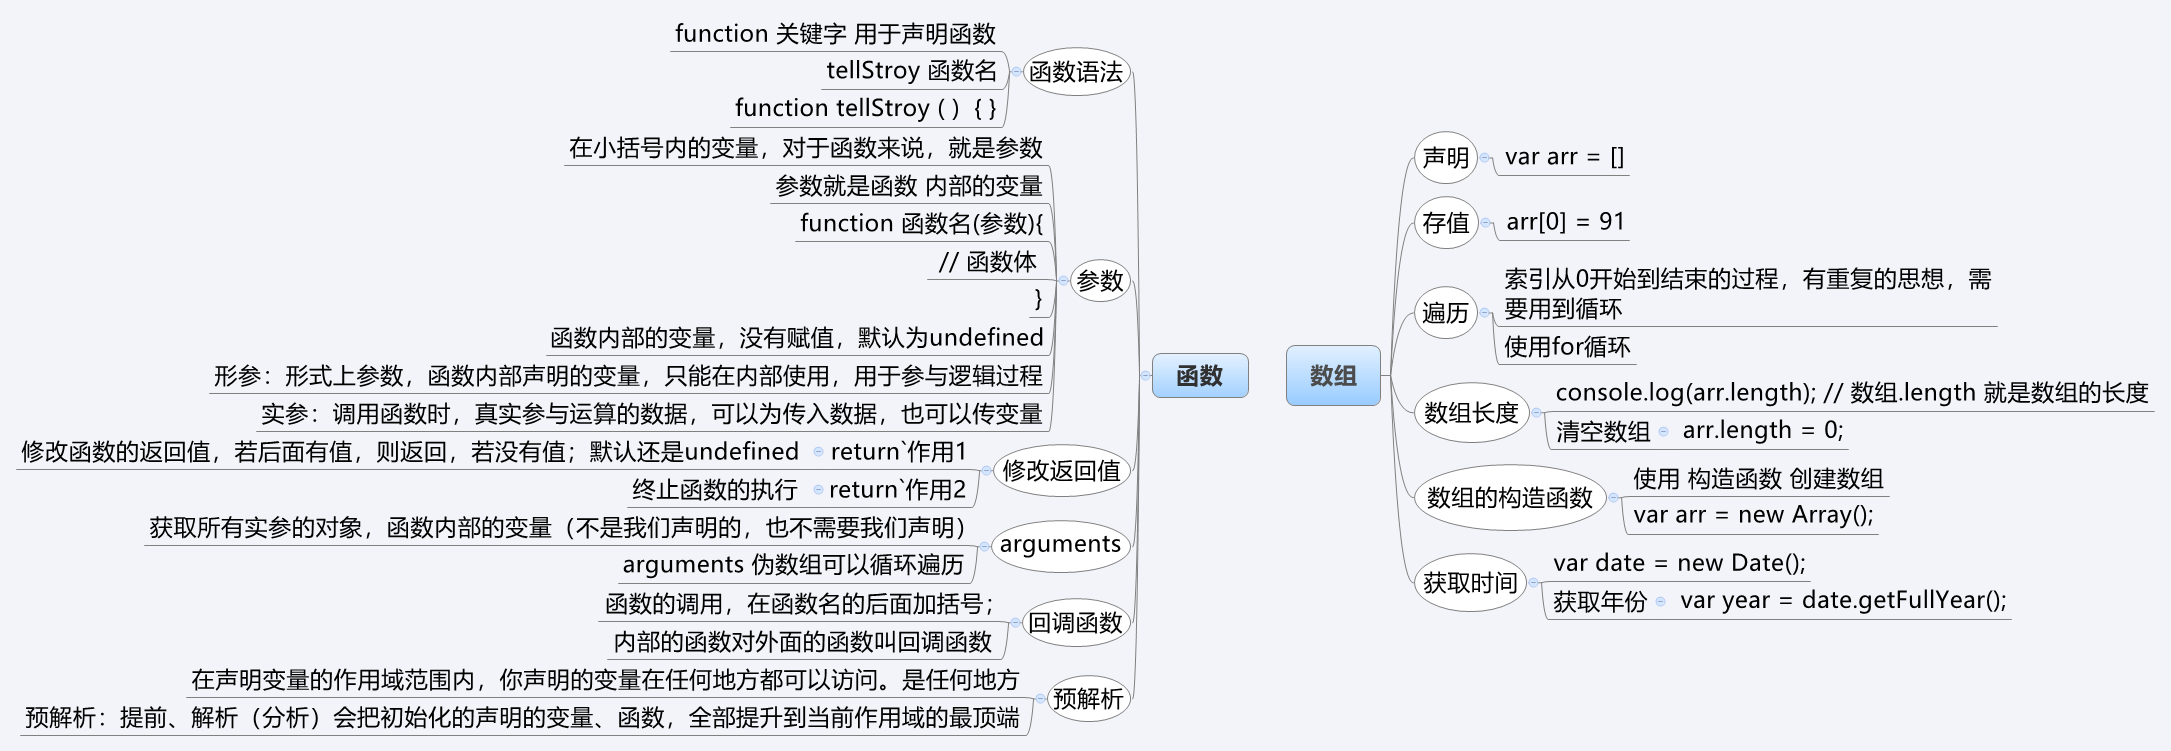 函数
函数语法
function 关键字 用于声明函数
tellStroy 函数名
function tellStroy ( )  { }
参数
在小括号内的变量，对于函数来说，就是参数
参数就是函数 内部的变量
function 函数名(参数){
// 函数体
}
函数内部的变量，没有赋值，默认为undefined
形参：形式上参数，函数内部声明的变量，只能在内部使用，用于参与逻辑过程
实参：调用函数时，真实参与运算的数据，可以为传入数据，也可以传变量
修改返回值
return`作用1
修改函数的返回值，若后面有值，则返回，若没有值；默认还是undefined
return`作用2
终止函数的执行
arguments
获取所有实参的对象，函数内部的变量（不是我们声明的，也不需要我们声明）
arguments 伪数组可以循环遍历
回调函数
函数的调用，在函数名的后面加括号；
内部的函数对外面的函数叫回调函数
预解析
在声明变量的作用域范围内，你声明的变量在任何地方都可以访问。是任何地方
预解析：提前、解析（分析）会把初始化的声明的变量、函数，全部提升到当前作用域的最顶端
数组
声明
var arr = []
存值
arr[0] = 91
遍历
索引从0开始到结束的过程，有重复的思想，需
要用到循环
使用for循环
数组长度
console.log(arr.length); // 数组.length 就是数组的长度
清空数组
arr.length = 0;
数组的构造函数
使用 构造函数 创建数组
var arr = new Array();
获取时间
var date = new Date();
获取年份
var year = date.getFullYear();